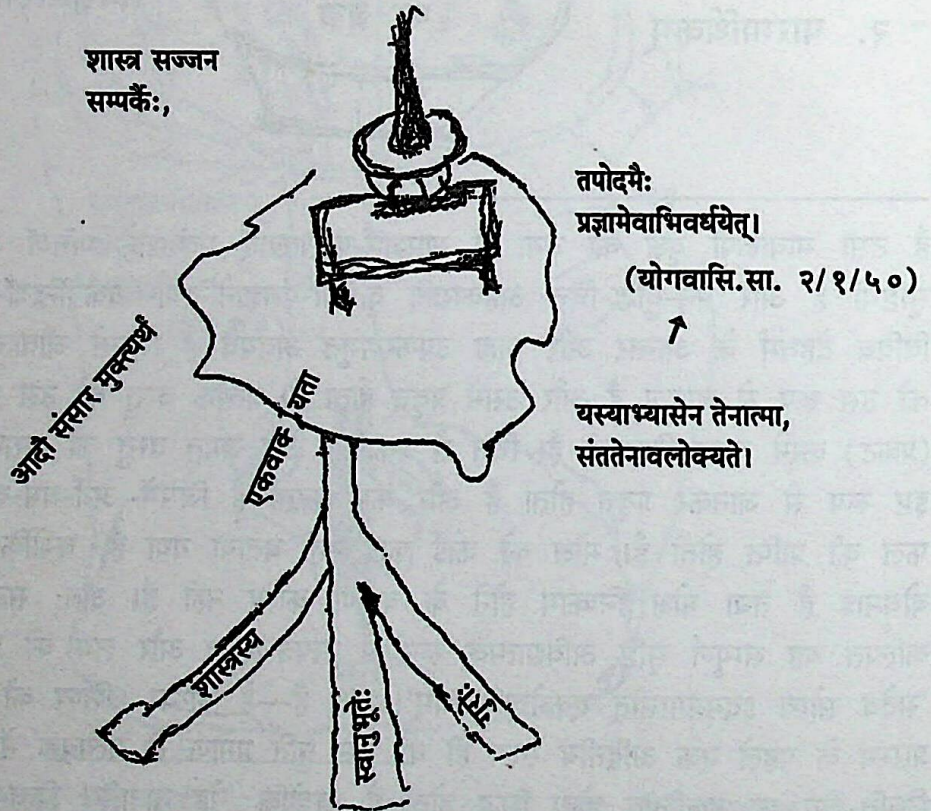 शास्त्र सज्जन
सम्पर्कैः,
तपोदमैः
प्रज्ञामेवाभिवर्धयेत्।
(योगवासि.सा. २/१/५०)
यस्याभ्यासेन तेनात्मा,
संततेनावलोक्यते।
आदौ संसार मुक्त्यर्थं
एकवाक्यता
शास्त्रस्य
स्वानुभूतेः
गुरोः